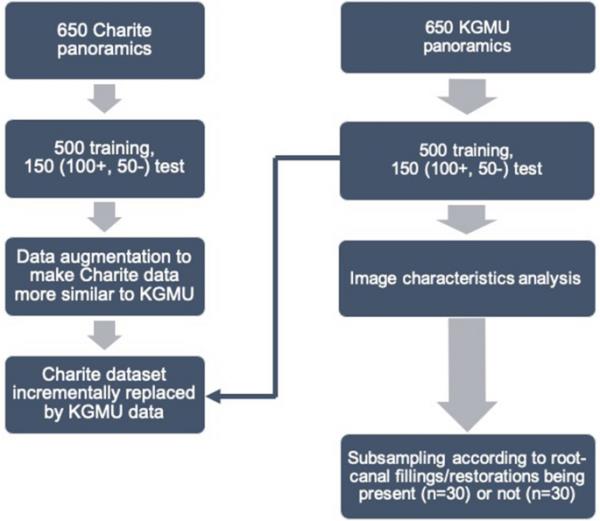 650 Charite
panoramics
500 training,
150 (100+, 50-) test
Data augmentation to
make Charite data
more similar to KGMU
Charite dataset
incrementally replaced
by KGMU data
650 KGMU
panoramics
500 training,
150 (100+, 50-) test
Image characteristics analysis
Subsampling according to root-
canal fillings/restorations being
present (n=30) or not (n=30)